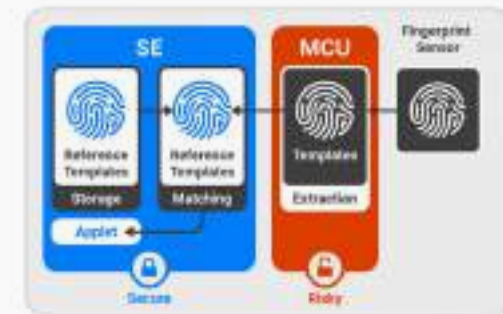 SE
MCU
Fingerprint
Sensor
Reference
Templates
Reference
Templates
Templates
Storage
Matching
Extraction
Applet
Secure
Risky